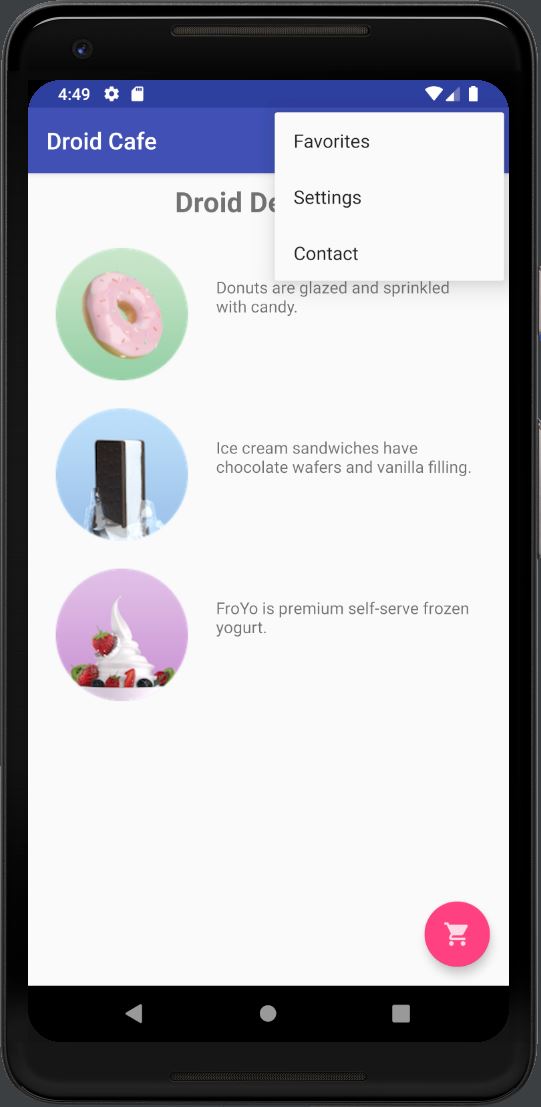 4:49
Droid Cafe
Favorites
Settings
Contact
Droid De
Donuts are glazed and sprinkled
with candy.
Ice cream sandwiches have
chocolate wafers and vanilla filling.
FroYo is premium self-serve frozen
yogurt.